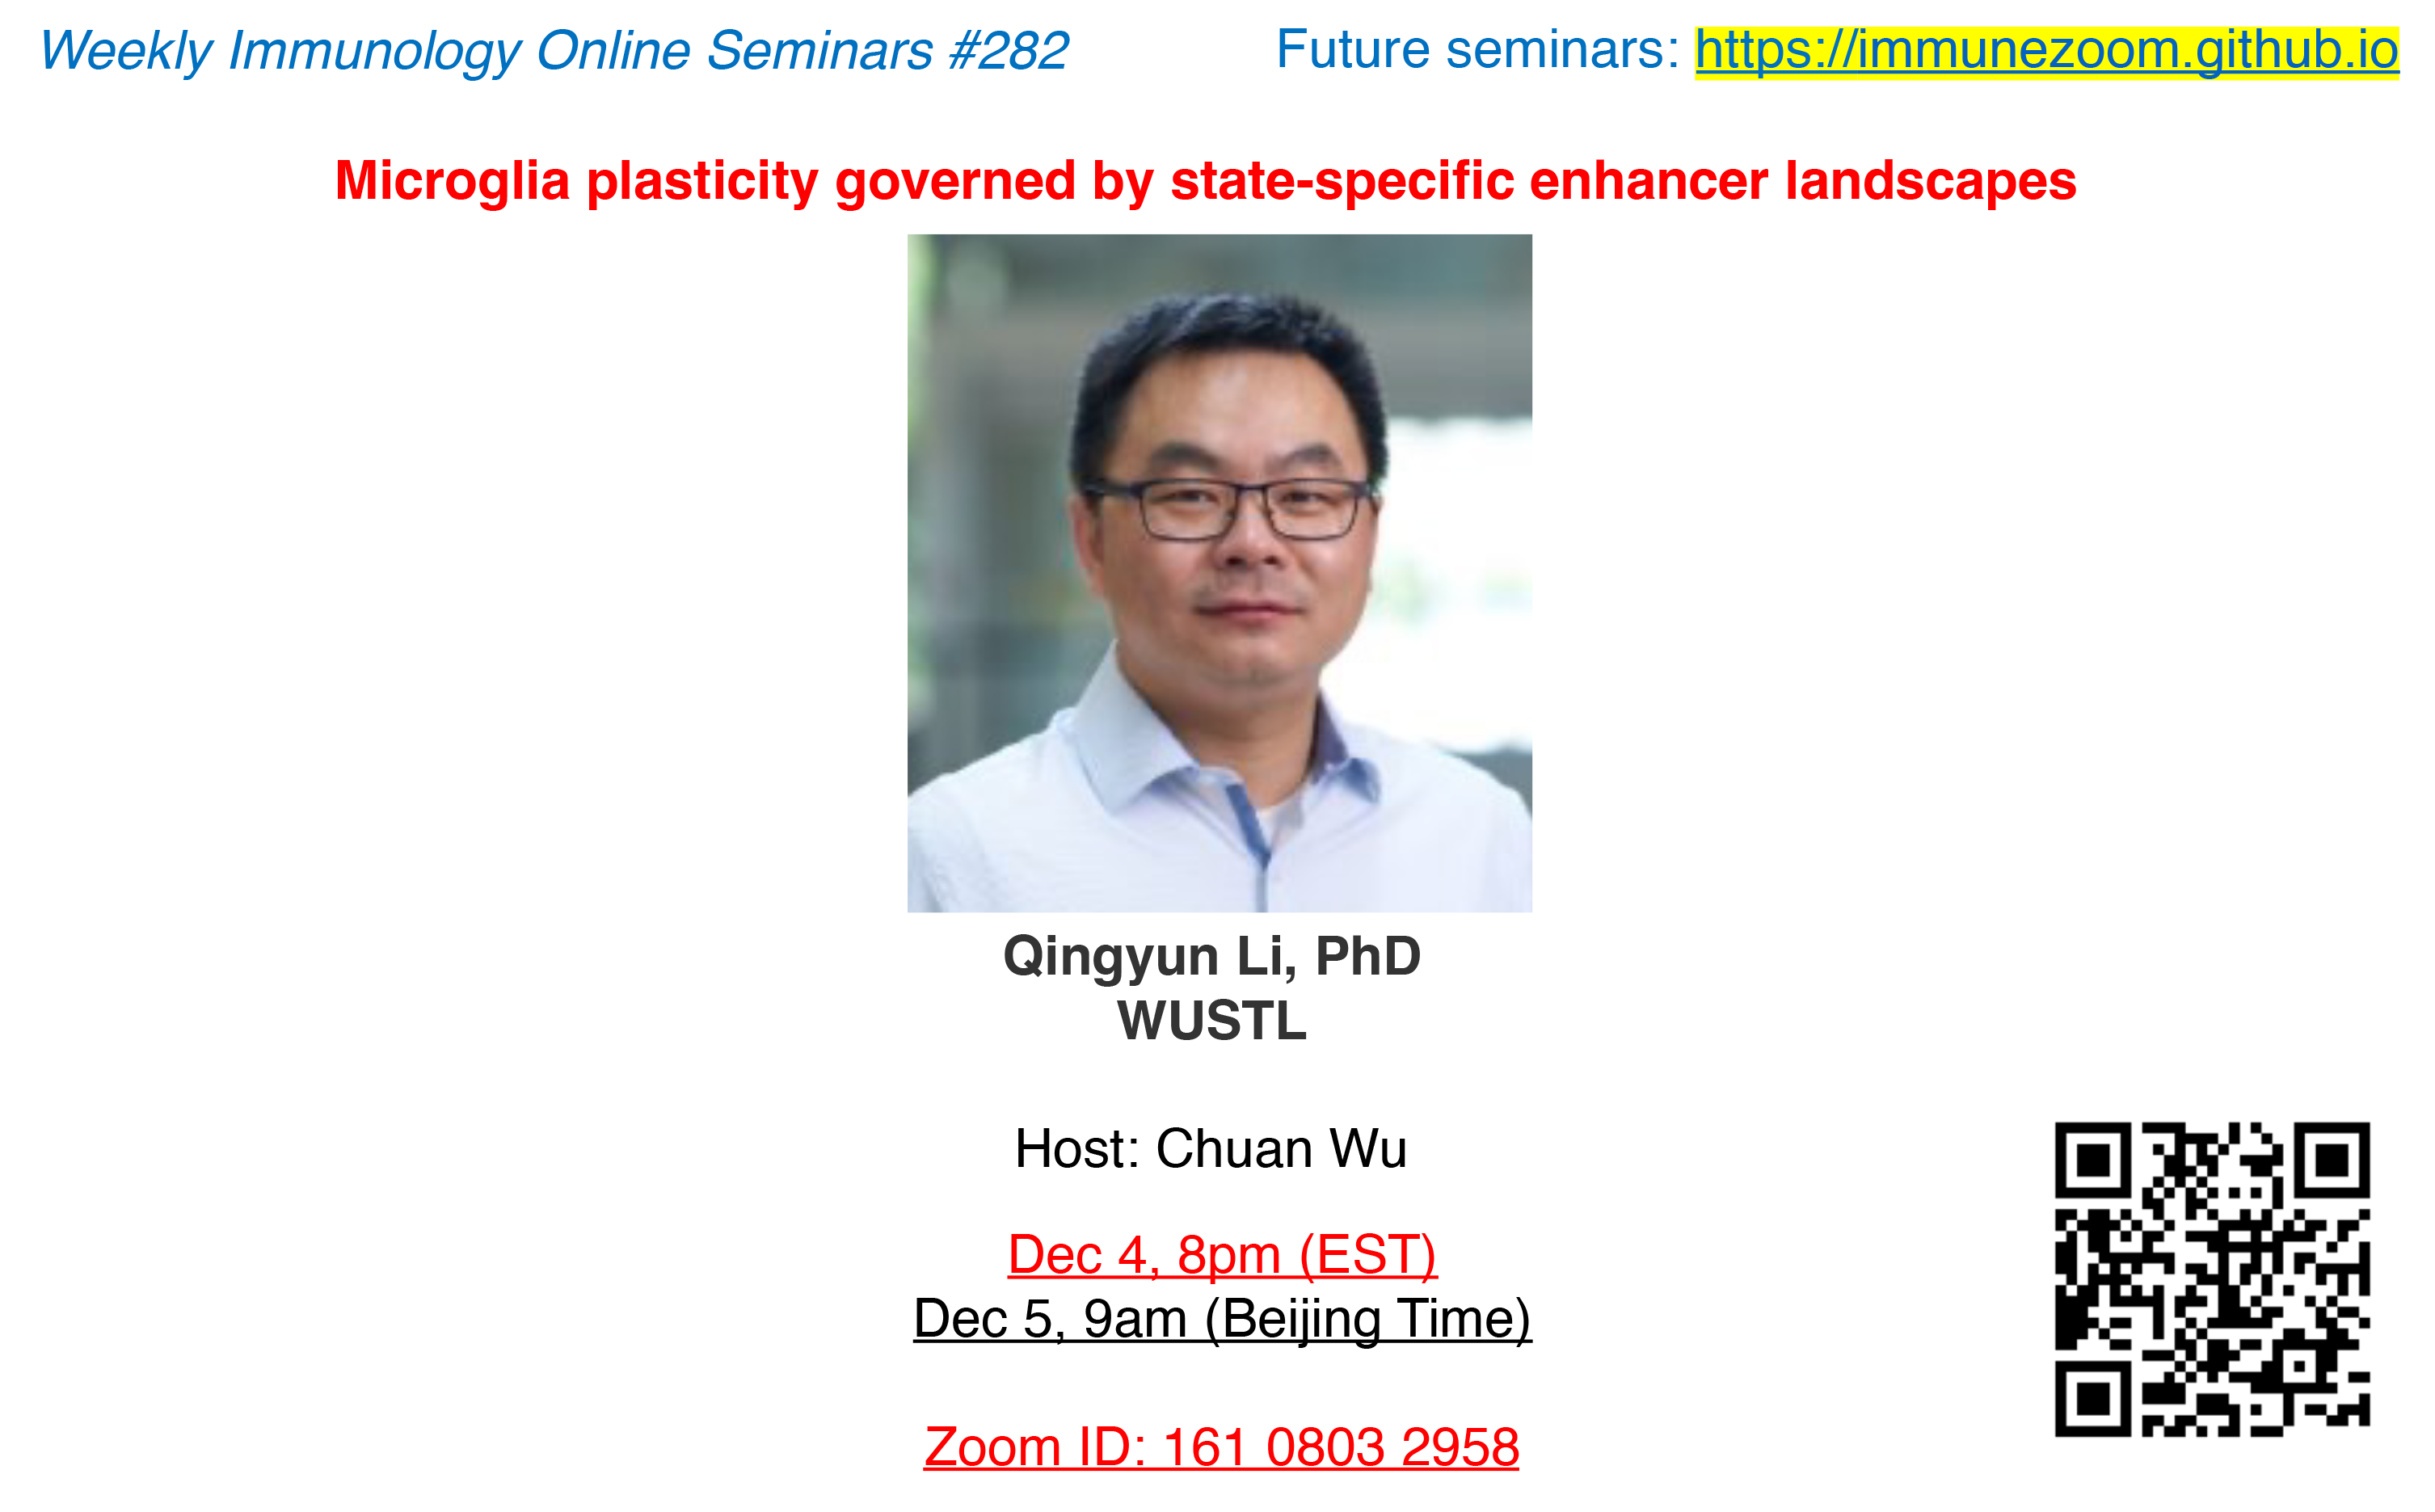 Weekly Immunology Online Seminars #282
Future seminars: https://immunezoom.github.io
Microglia plasticity governed by state-specific enhancer landscapes
Qingyun Li, PhD
WUSTL
Host: Chuan Wu
Dec 4, 8pm (EST)
Dec 5, 9am (Beijing Time)
Zoom ID: 161 0803 2958